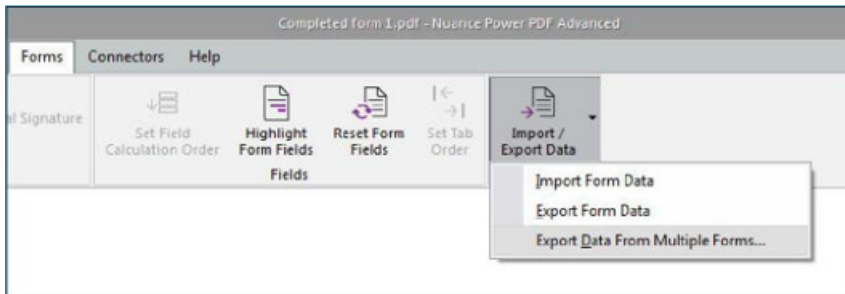 Completed form 1.pdf - Nuance Power PDF Advanced
Forms Connectors Help
al Signature
Set Field
Calculation Order
Highlight
Form Fields
Reset Form
Fields
Set Tab
Order
Import /
Export Data
Fields
Import Form Data
Export Form Data
Export Data From Multiple Forms...